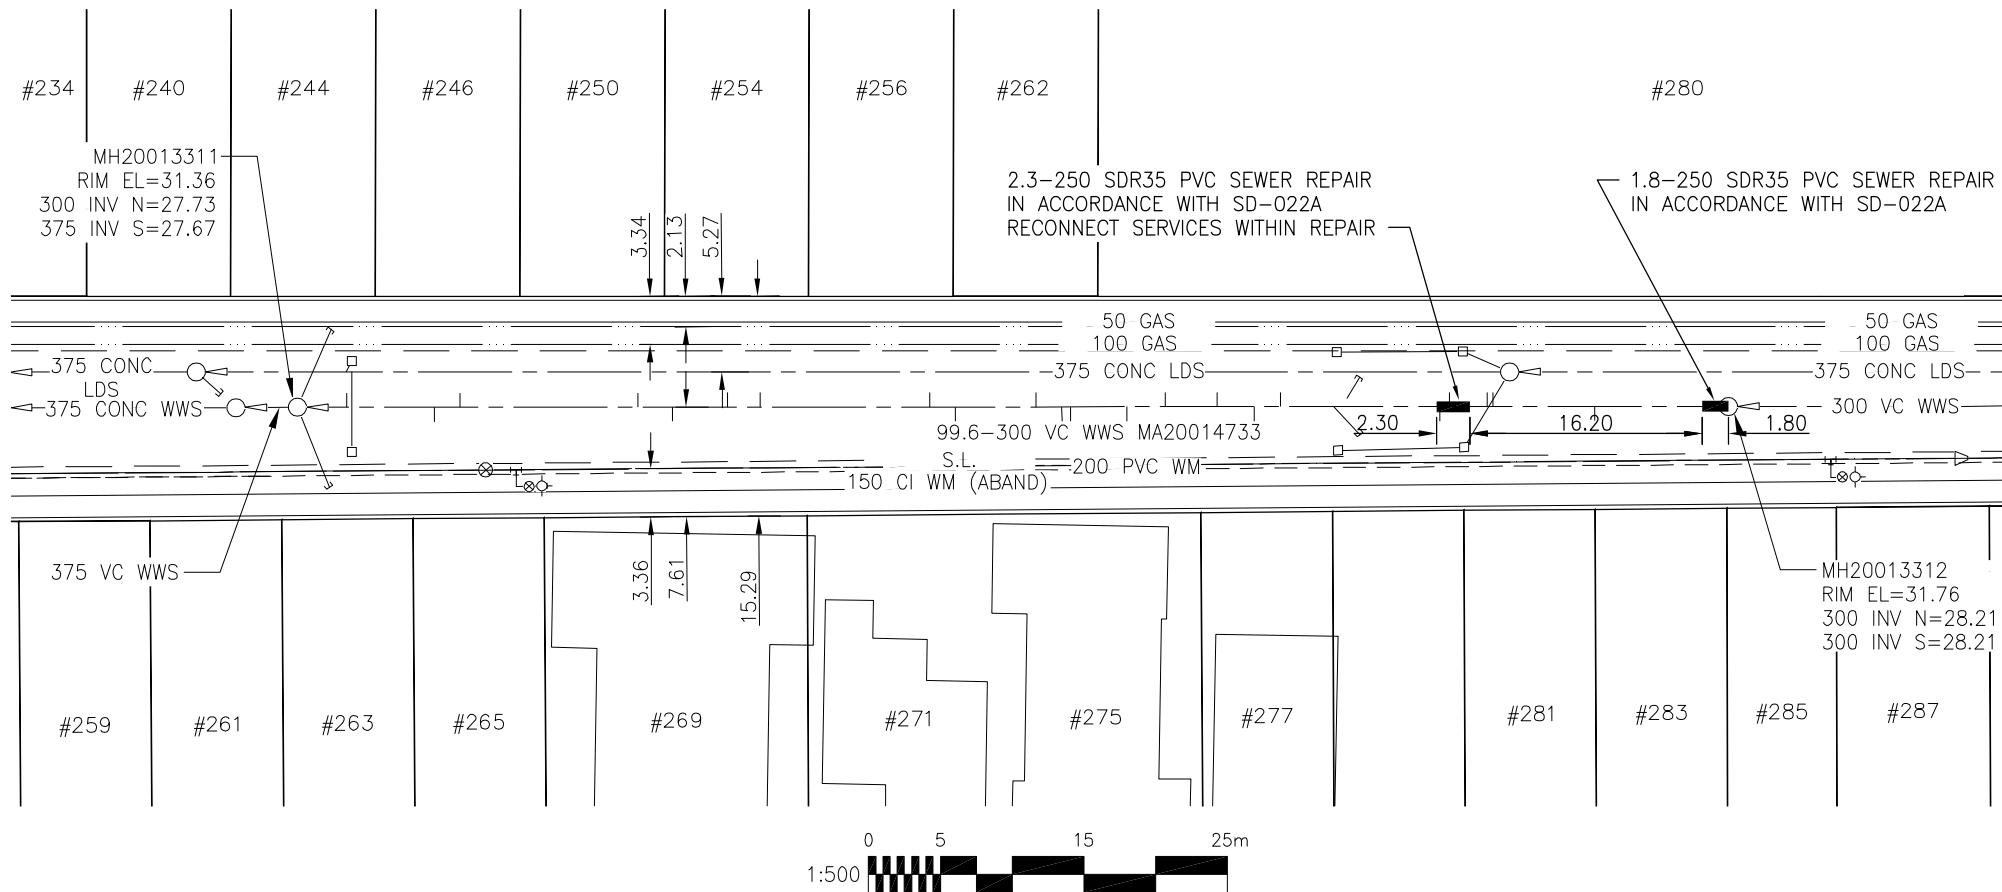 #234
#240
#244
#246
#250
#254
#256
#262
#280
MH20013311
RIM EL=31.36
300 INV N=27.73
375 INV S=27.67
2.3-250 SDR35 PVC SEWER REPAIR
IN ACCORDANCE WITH SD-022A
RECONNECT SERVICES WITHIN REPAIR
1.8-250 SDR35 PVC SEWER REPAIR
IN ACCORDANCE WITH SD-022A
3.34
2.13
5.27
50 GAS
50 GAS
100 GAS
100 GAS
375 CONC
LDS
375 CONC LDS
375 CONC LDS
375 CONC WWS
300 VC WWS
2.30
16.20
1.80
99.6-300 VC WWS MA20014733
S.L.
200 PVC WM
150 CI WM (ABAND)
375 VC WWS
3.36
7.61
15.29
MH20013312
RIM EL=31.76
300 INV N=28.21
300 INV S=28.21
#259
#261
#263
#265
#269
#271
#275
#277
#281
#283
#285
#287
0 5 15 25m
1:500